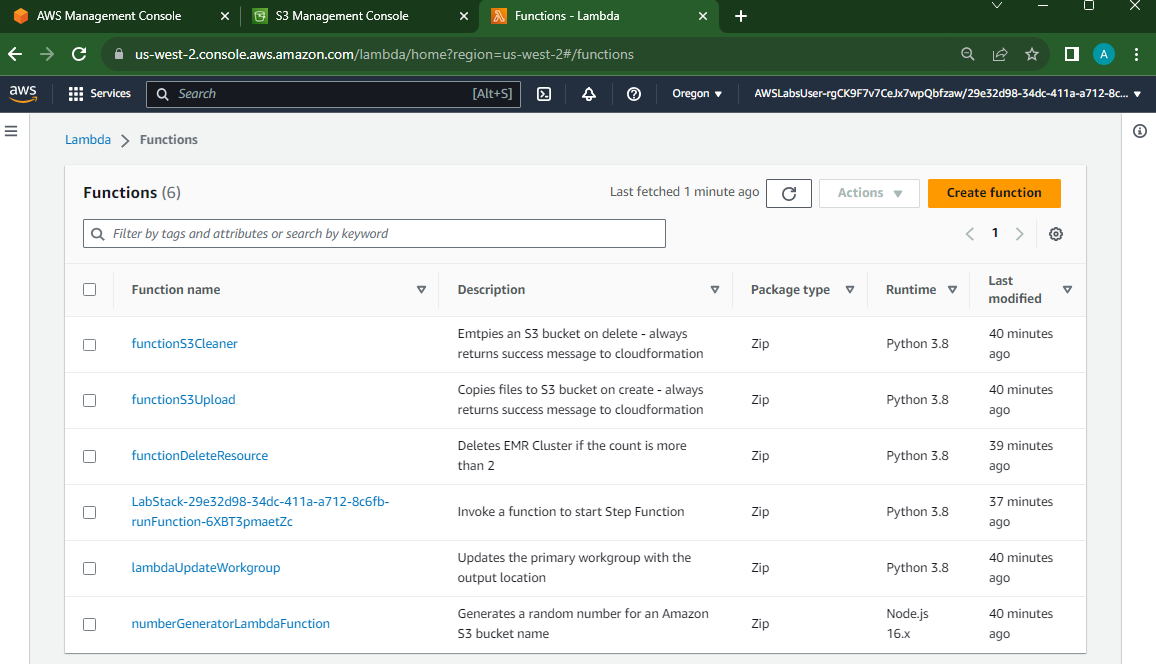 AWS Management Console
S3 Management Console
Functions - Lambda
us-west-2.console.aws.amazon.com/lambda/home?region=us-west-2#/functions
A
aws
Services
Search
[Alt+S]
Oregon
AWSLabsUser-rgCK9F7v7CeJx7wpQbfzaw/29e32d98-34dc-411a-a712-8c...
Lambda
Functions
Functions (6)
Last fetched 1 minute ago
Actions
Create function
Filter by tags and attributes or search by keyword
1
Function name
Description
Package type
Runtime
Last
modified
functionS3Cleaner
Emtpies an S3 bucket on delete - always
returns success message to cloudformation
Zip
Python 3.8
40 minutes
ago
functionS3Upload
Copies files to S3 bucket on create - always
returns success message to cloudformation
Zip
Python 3.8
40 minutes
ago
functionDeleteResource
Deletes EMR Cluster if the count is more
than 2
Zip
Python 3.8
39 minutes
ago
LabStack-29e32d98-34dc-411a-a712-8c6fb-
runFunction-6XBT3pmaetZc
Invoke a function to start Step Function
Zip
Python 3.8
37 minutes
ago
lambdaUpdateWorkgroup
Updates the primary workgroup with the
output location
Zip
Python 3.8
40 minutes
ago
numberGeneratorLambdaFunction
Generates a random number for an Amazon
S3 bucket name
Zip
Node.js
16.x
40 minutes
ago